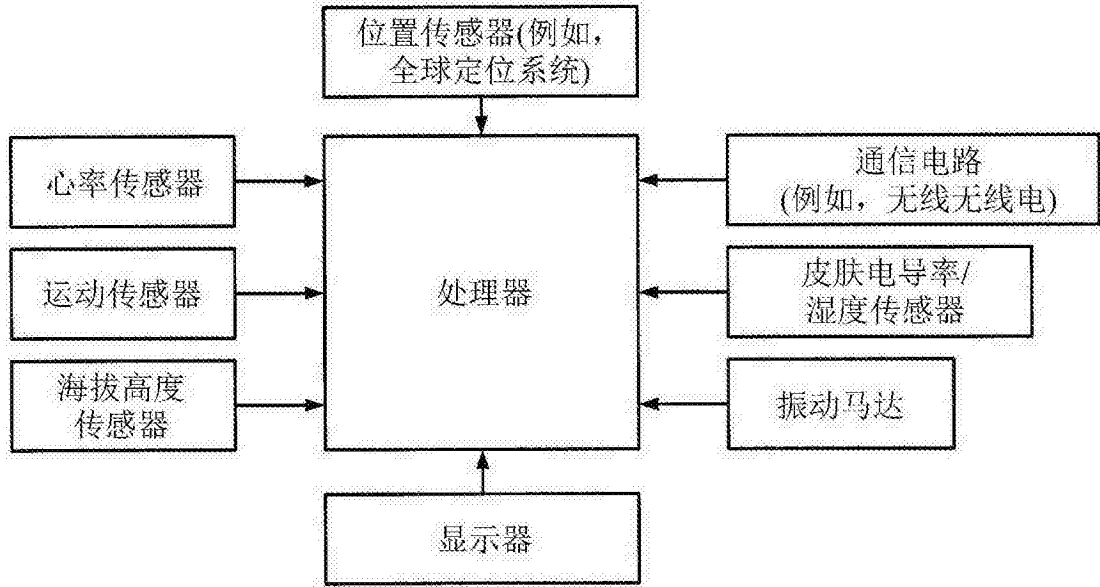 位置传感器(例如，
全球定位系统)
心率传感器
通信电路
(例如，无线无线电)
运动传感器
处理器
皮肤电导率/
湿度传感器
海拔高度
传感器
振动马达
显示器